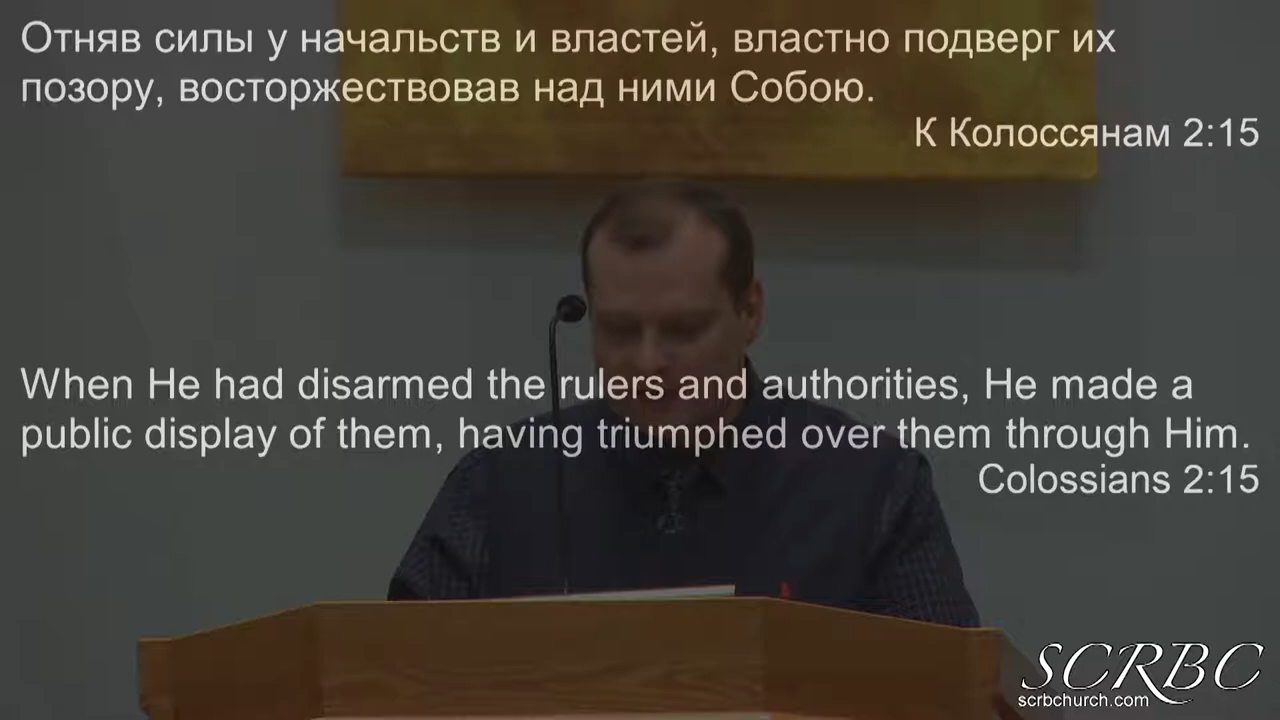 Отняв силы у начальств и властей, властно подверг их
позору, восторжествовав над ними Собою.
К Колоссянам 2:15
When He had disarmed the rulers and authorities, He made a
public display of them, having triumphed over them through Him.
Colossians 2:15
SCRBC
scrbchurch.com